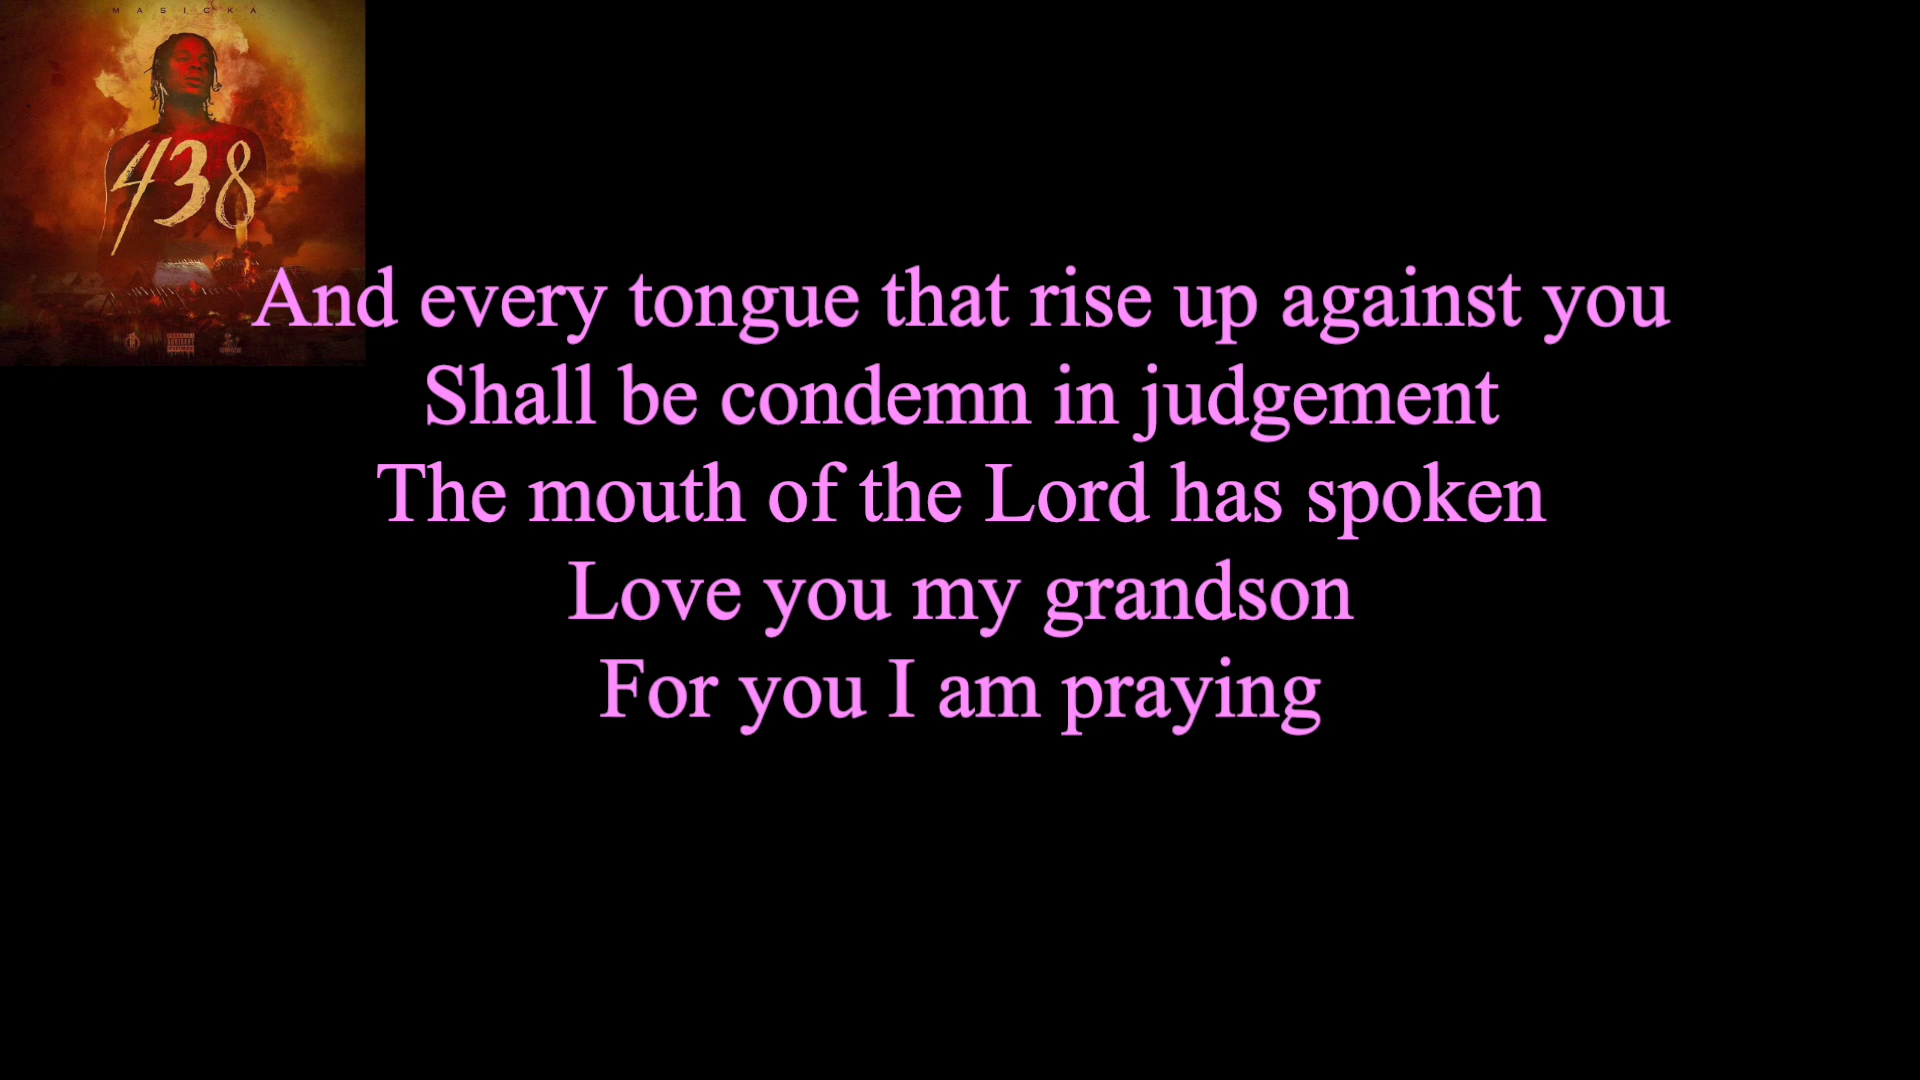 MASICKA
438
And every tongue that rise up against you
Shall be condemn in judgement
The mouth of the Lord has spoken
Love you my grandson
For you I am praying